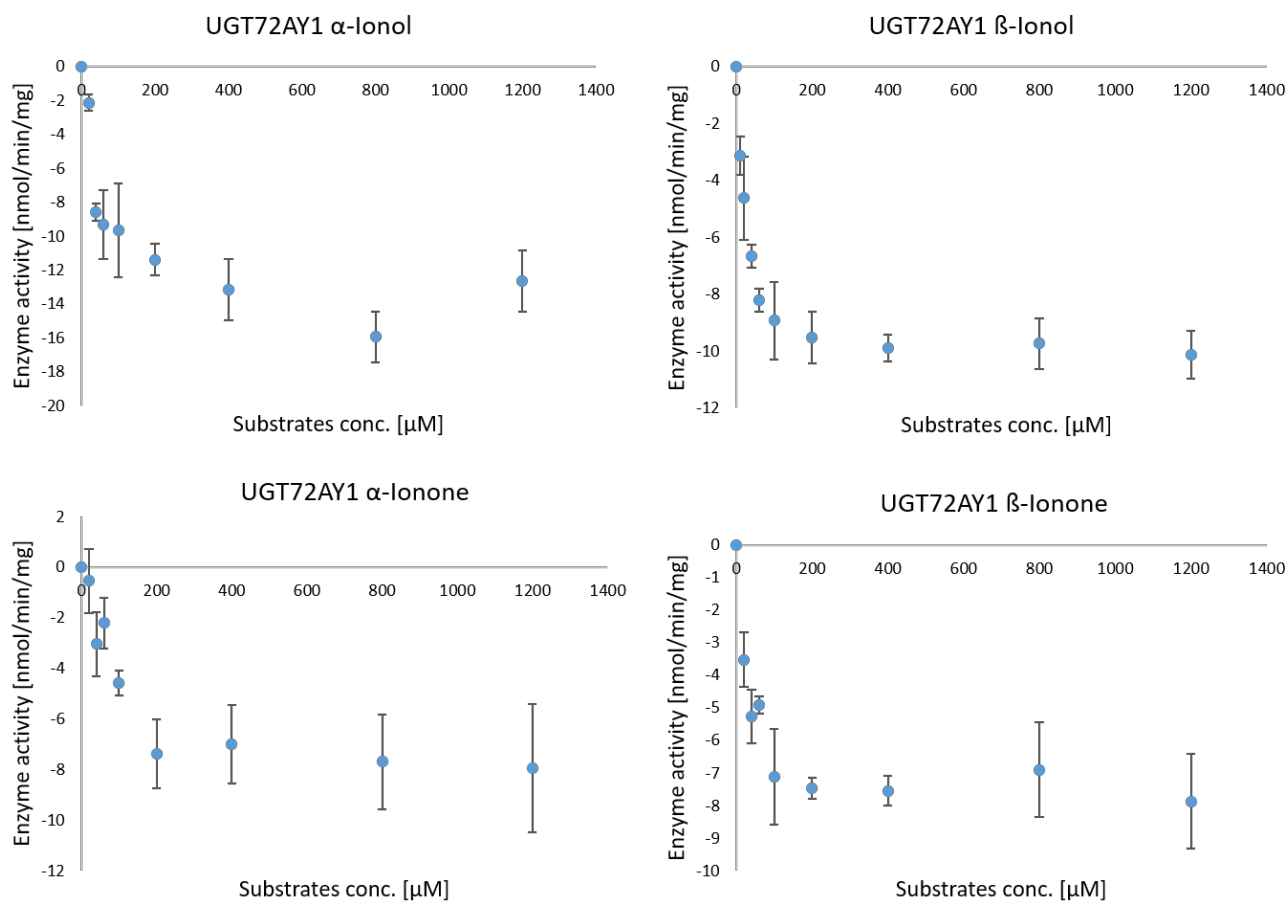 UGT72AY1 α-Ionol
Enzyme activity [nmol/min/mg]
0
-2
-4
-6
-8
-10
-12
-14
-16
-18
-20
0 200 400 600 800 1000 1200 1400
Substrates conc. [µM]
UGT72AY1 ß-Ionol
Enzyme activity [nmol/min/mg]
0
-2
-4
-6
-8
-10
-12
0 200 400 600 800 1000 1200 1400
Substrates conc. [µM]
UGT72AY1 α-Ionone
Enzyme activity [nmol/min/mg]
2
0
-2
-4
-6
-8
-10
-12
0 200 400 600 800 1000 1200 1400
Substrates conc. [µM]
UGT72AY1 ß-Ionone
Enzyme activity [nmol/min/mg]
0
-1
-2
-3
-4
-5
-6
-7
-8
-9
-10
0 200 400 600 800 1000 1200 1400
Substrates conc. [µM]